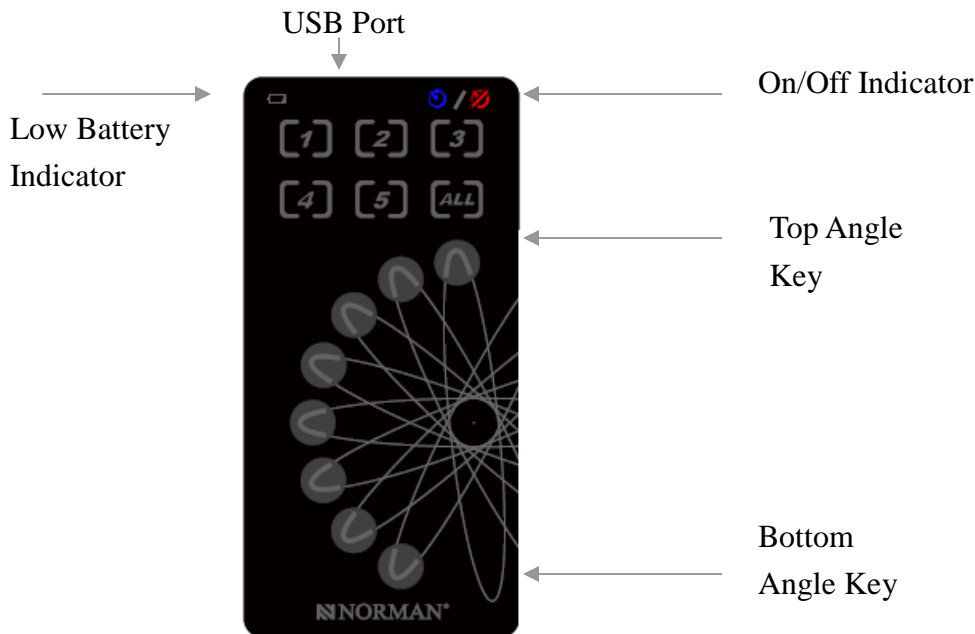 USB Port
On/Off Indicator
Low Battery
Indicator
[1] [2] [3]
[4] [5] [ALL]
Top Angle
Key
Bottom
Angle Key
NORMAN®